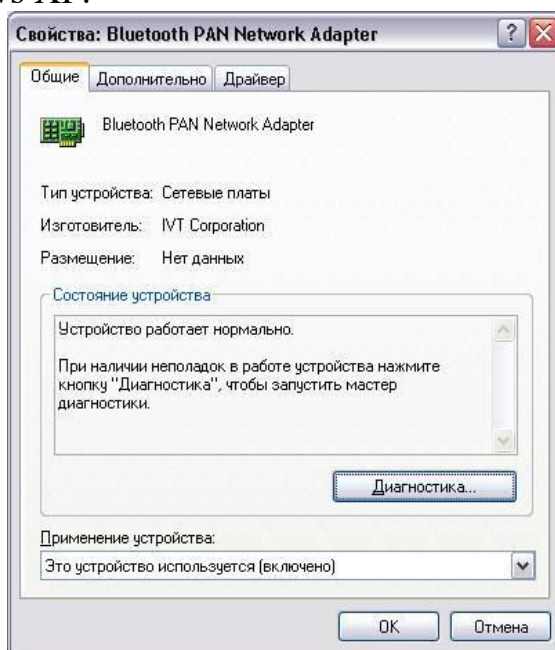 Свойства: Bluetooth PAN Network Adapter
Общие Дополнительно Драйвер
Bluetooth PAN Network Adapter
Тип устройства: Сетевые платы
Изготовитель: IVT Corporation
Размещение: Нет данных
Состояние устройства
Устройство работает нормально.
При наличии неполадок в работе устройства нажмите
кнопку "Диагностика", чтобы запустить мастер
диагностики.
Диагностика...
Применение устройства:
Это устройство используется (включено)
OK Отмена